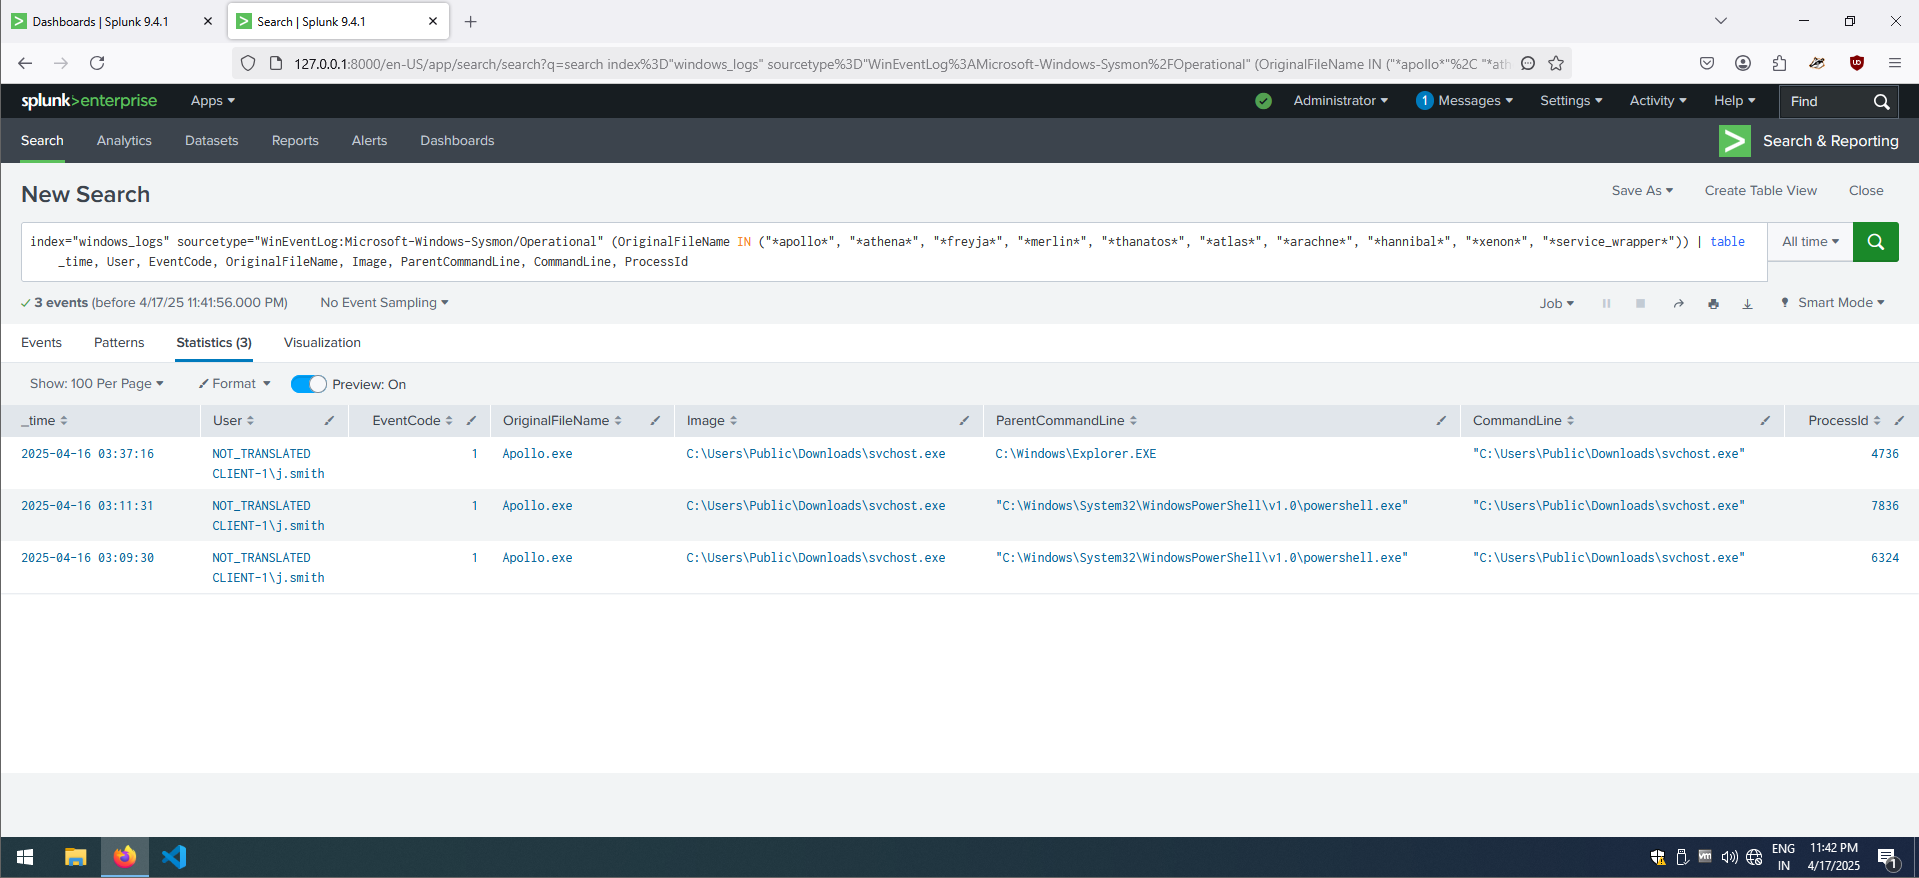 Dashboards | Splunk 9.4.1
Search | Splunk 9.4.1
127.0.0.1:8000/en-US/app/search/search?q=search index%3D"windows_logs" sourcetype%3D"WinEventLog%3AMicrosoft-Windows-Sysmon%2FOperational" (OriginalFileName IN ("*apollo*"%2C "*ath
splunk>enterprise Apps Administrator 1 Messages Settings Activity Help Find
Search Analytics Datasets Reports Alerts Dashboards Search & Reporting
New Search Save As Create Table View Close
index="windows_logs" sourcetype="WinEventLog:Microsoft-Windows-Sysmon/Operational" (OriginalFileName IN ("*apollo*", "*athena*", "*freyja*", "*merlin*", "*thanatos*", "*atlas*", "*arachne*", "*hannibal*", "*xenon*", "*service_wrapper*")) | table
_time, User, EventCode, OriginalFileName, Image, ParentCommandLine, CommandLine, ProcessId
All time
3 events (before 4/17/25 11:41:56.000 PM) No Event Sampling Job Smart Mode
Events Patterns Statistics (3) Visualization
Show: 100 Per Page Format Preview: On
_time User EventCode OriginalFileName Image ParentCommandLine CommandLine ProcessId
2025-04-16 03:37:16 NOT_TRANSLATED 1 Apollo.exe C:\Users\Public\Downloads\svchost.exe C:\Windows\Explorer.EXE "C:\Users\Public\Downloads\svchost.exe" 4736
CLIENT-1\j.smith
2025-04-16 03:11:31 NOT_TRANSLATED 1 Apollo.exe C:\Users\Public\Downloads\svchost.exe "C:\Windows\System32\WindowsPowerShell\v1.0\powershell.exe" "C:\Users\Public\Downloads\svchost.exe" 7836
CLIENT-1\j.smith
2025-04-16 03:09:30 NOT_TRANSLATED 1 Apollo.exe C:\Users\Public\Downloads\svchost.exe "C:\Windows\System32\WindowsPowerShell\v1.0\powershell.exe" "C:\Users\Public\Downloads\svchost.exe" 6324
CLIENT-1\j.smith
vm
ENG
IN
11:42 PM
4/17/2025
1